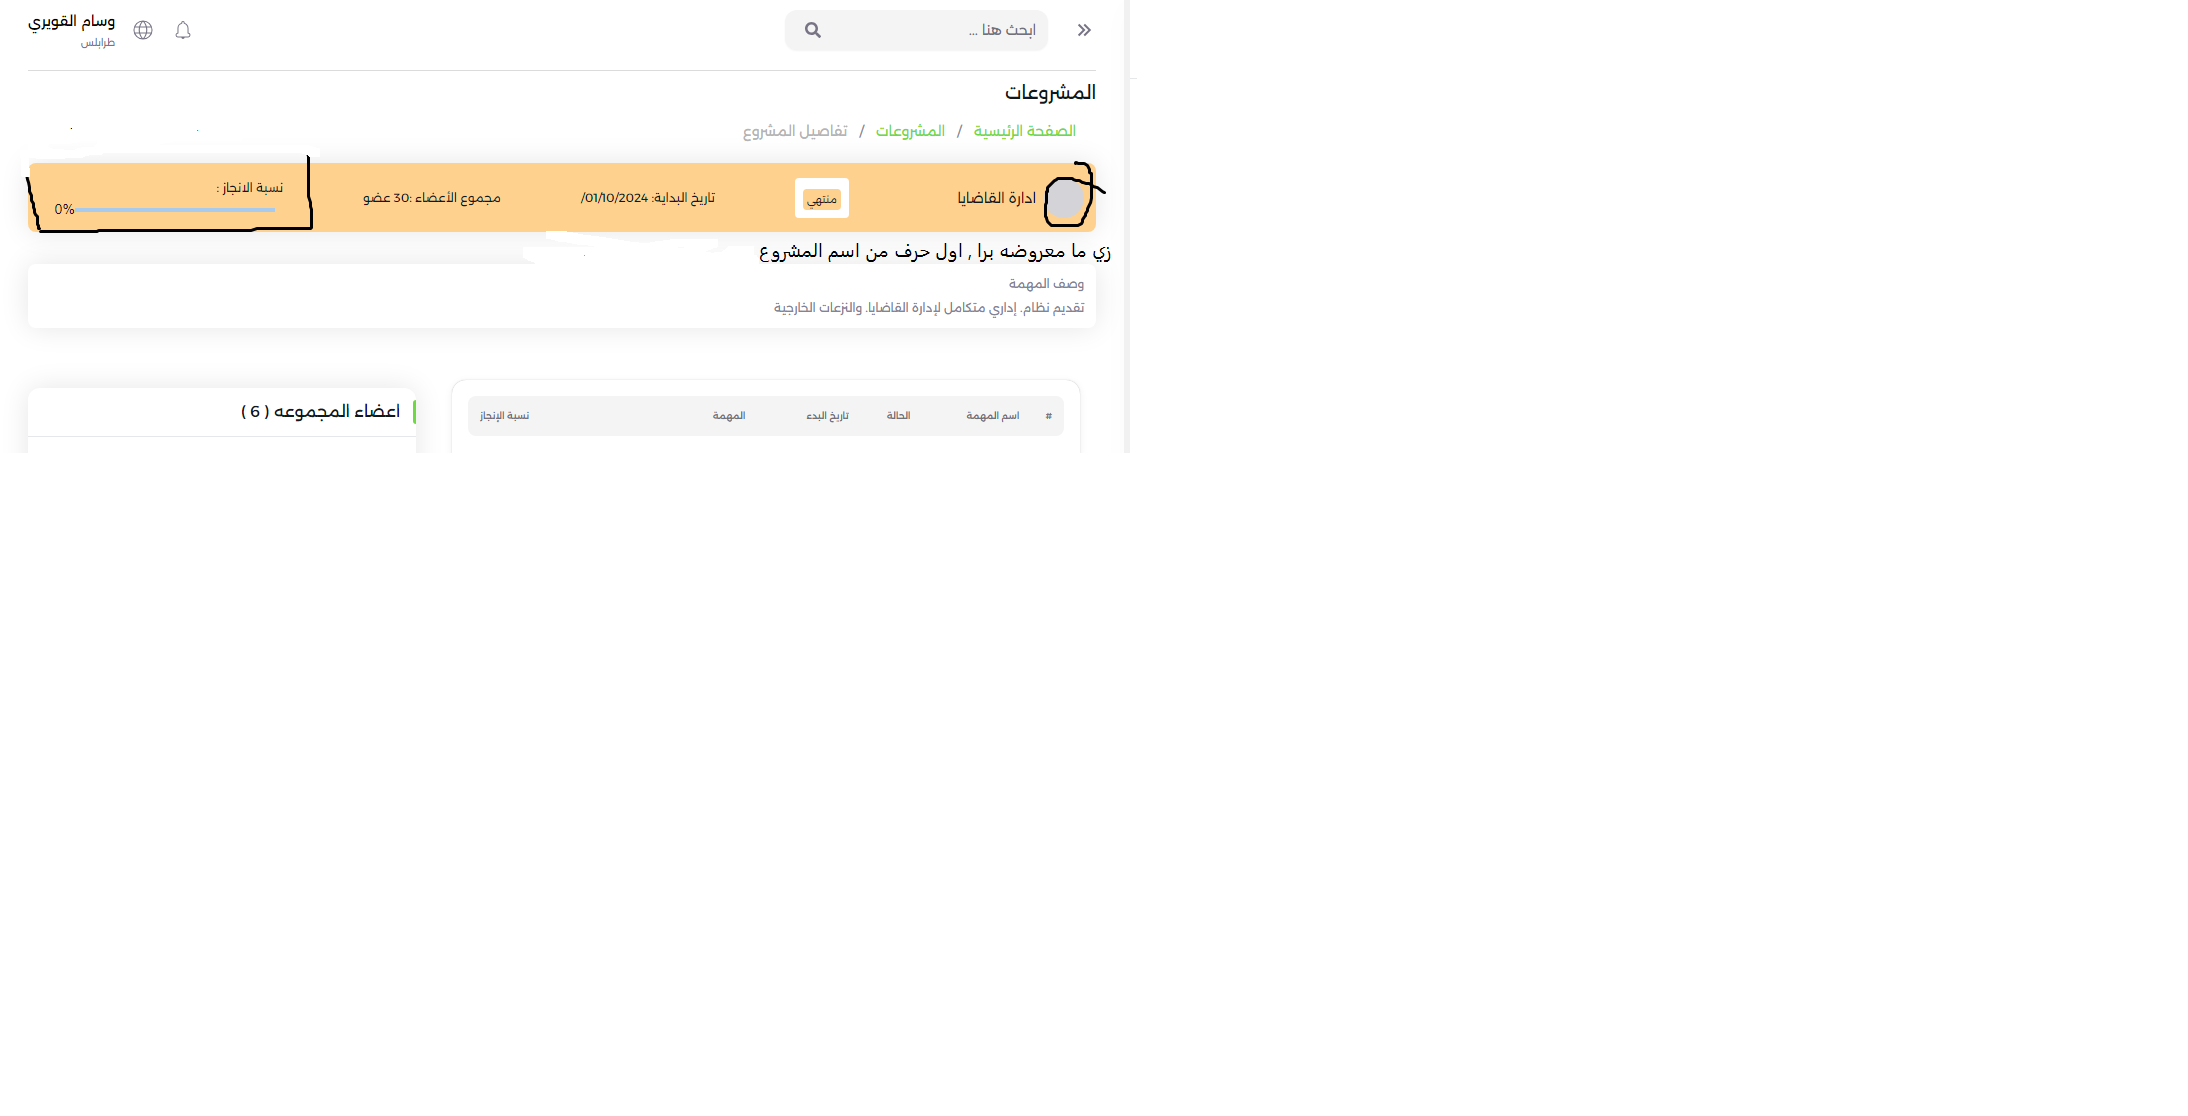 ابحث هنا ...
وسام القويري
طرابلس
المشروعات
الصفحة الرئيسية / المشروعات / تفاصيل المشروع
ادارة القاضايا
منتهي
تاريخ البداية: 01/10/2024/
مجموع الأعضاء :30 عضو
نسبة الانجاز :
0%
زي ما معروضه برا , اول حرف من اسم المشروع
وصف المهمة
تقديم نظام. إداري متكامل لإدارة القاضايا. والنزعات الخارجية
# اسم المهمة الحالة تاريخ البدء المهمة نسبة الإنجاز
اعضاء المجموعه ( 6 )